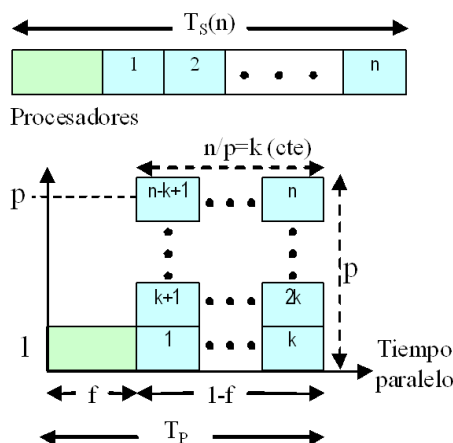 T_S(n)
1 2 • • • n
Procesadores
n/p=k (cte)
p n-k+1 • • • n
p
k+1 • • • 2k
1 1 • • • k
Tiempo
paralelo
f 1-f
T_P